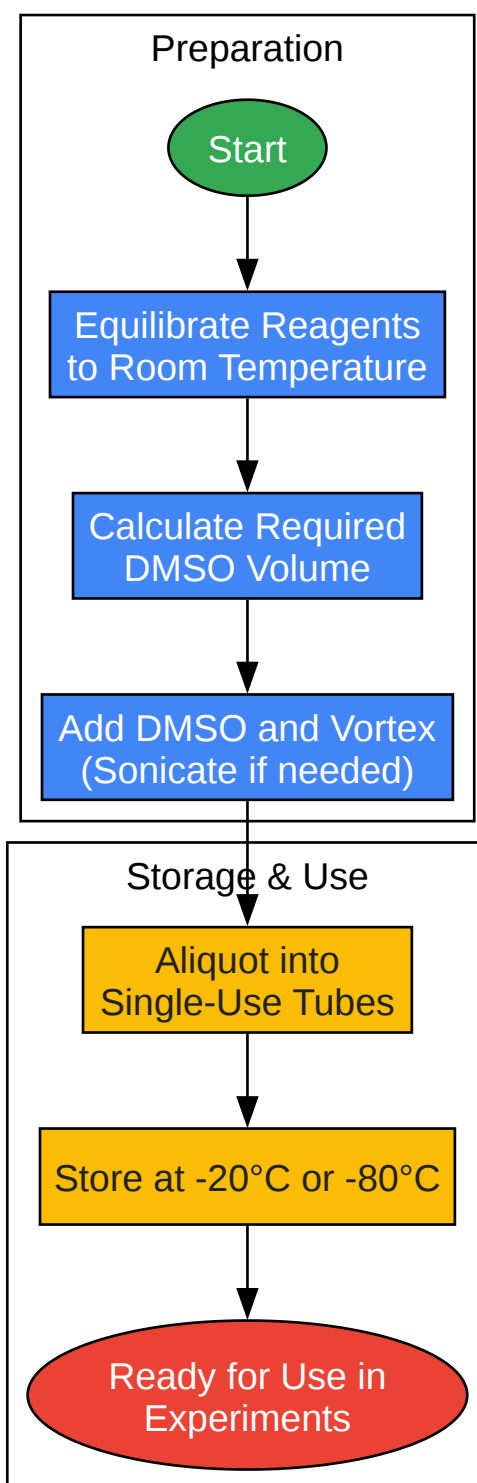 Preparation
Start
Equilibrate Reagents
to Room Temperature
Calculate Required
DMSO Volume
Add DMSO and Vortex
(Sonicate if needed)
Storage & Use
Aliquot into
Single-Use Tubes
Store at -20°C or -80°C
Ready for Use in
Experiments